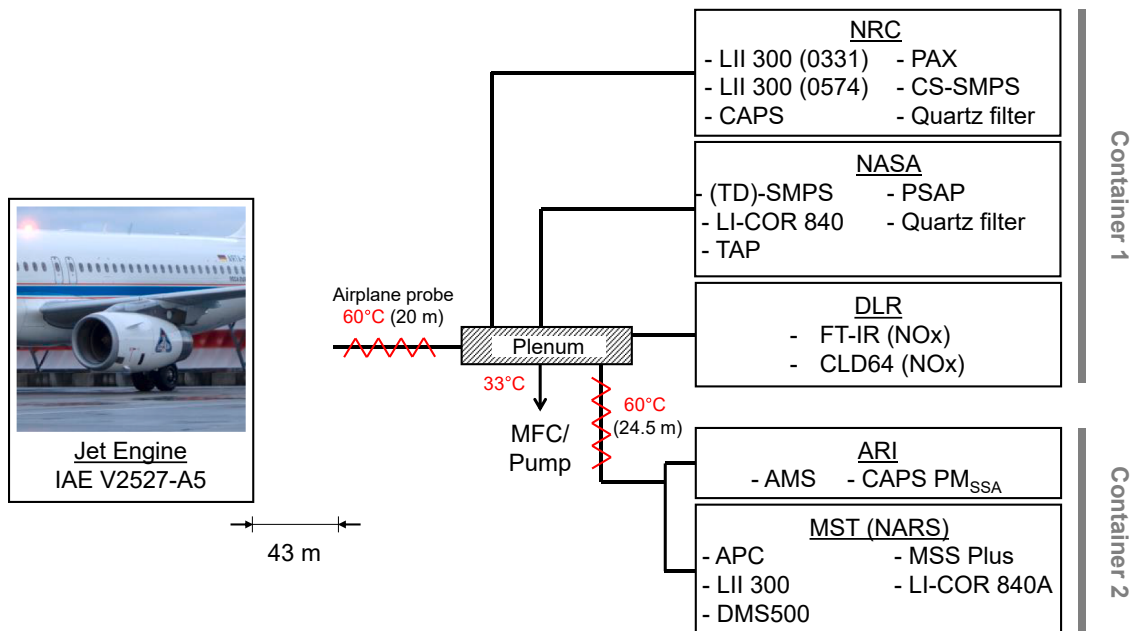 NRC
- LII 300 (0331) - PAX
- LII 300 (0574) - CS-SMPS
- CAPS - Quartz filter
NASA
- (TD)-SMPS - PSAP
- LI-COR 840 - Quartz filter
- TAP
DLR
- FT-IR (NOx)
- CLD64 (NOx)
Container 1
Airplane probe
60°C (20 m)
Plenum
33°C
MFC/
Pump
60°C
(24.5 m)
Jet Engine
IAE V2527-A5
43 m
ARI
- AMS - CAPS PMSSA
MST (NARS)
- APC - MSS Plus
- LII 300 - LI-COR 840A
- DMS500
Container 2